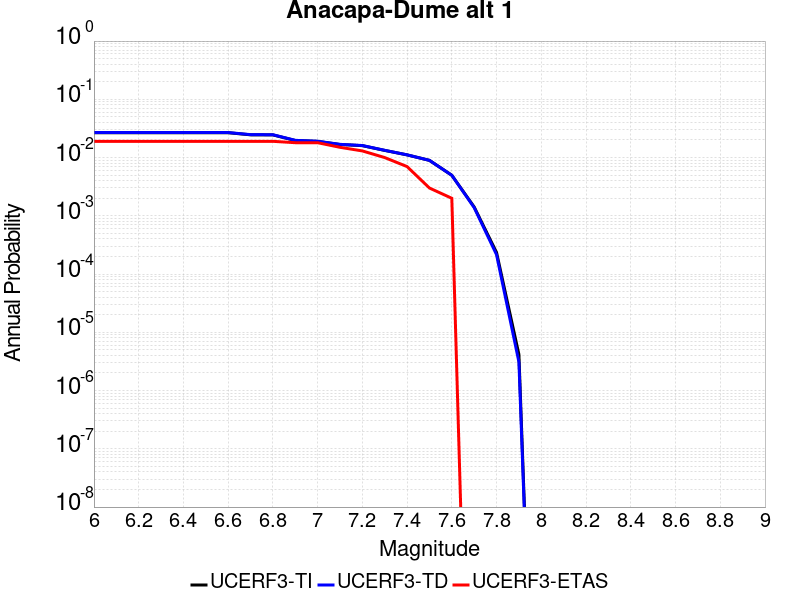 Anacapa-Dume alt 1
Annual Probability
10^0
10^-1
10^-2
10^-3
10^-4
10^-5
10^-6
10^-7
10^-8
6 6.2 6.4 6.6 6.8 7 7.2 7.4 7.6 7.8 8 8.2 8.4 8.6 8.8 9
Magnitude
UCERF3-TI UCERF3-TD UCERF3-ETAS